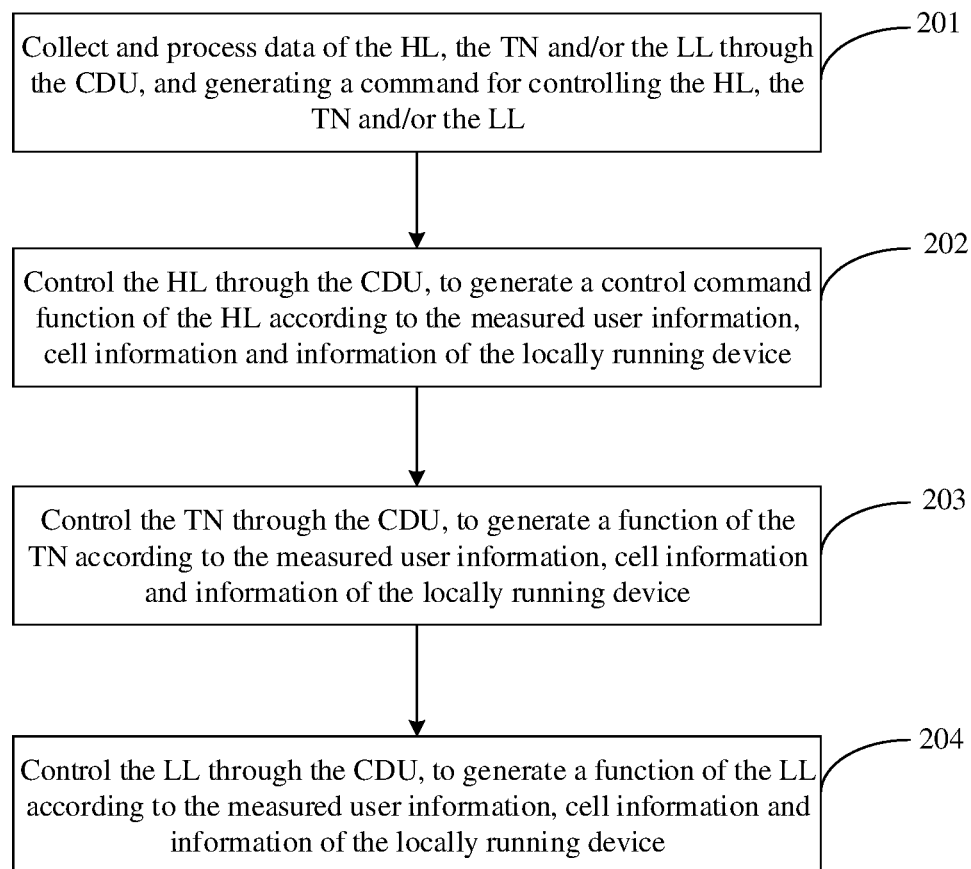 201
Collect and process data of the HL, the TN and/or the LL through
the CDU, and generating a command for controlling the HL, the
TN and/or the LL
202
Control the HL through the CDU, to generate a control command
function of the HL according to the measured user information,
cell information and information of the locally running device
203
Control the TN through the CDU, to generate a function of the
TN according to the measured user information, cell information
and information of the locally running device
204
Control the LL through the CDU, to generate a function of the LL
according to the measured user information, cell information and
information of the locally running device